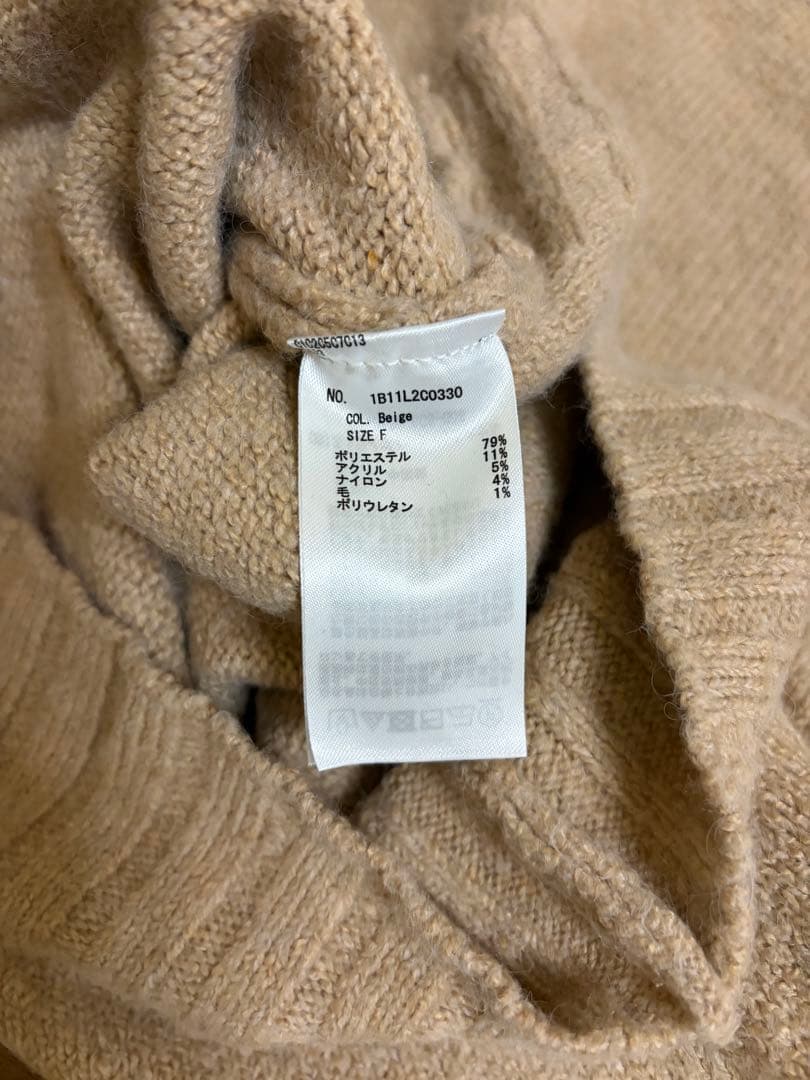 NO. 1B11L2C0330
COL. Beige
SIZE F
ポリエステル 79%
アクリル 11%
ナイロン 5%
毛 4%
ポリウレタン 1%